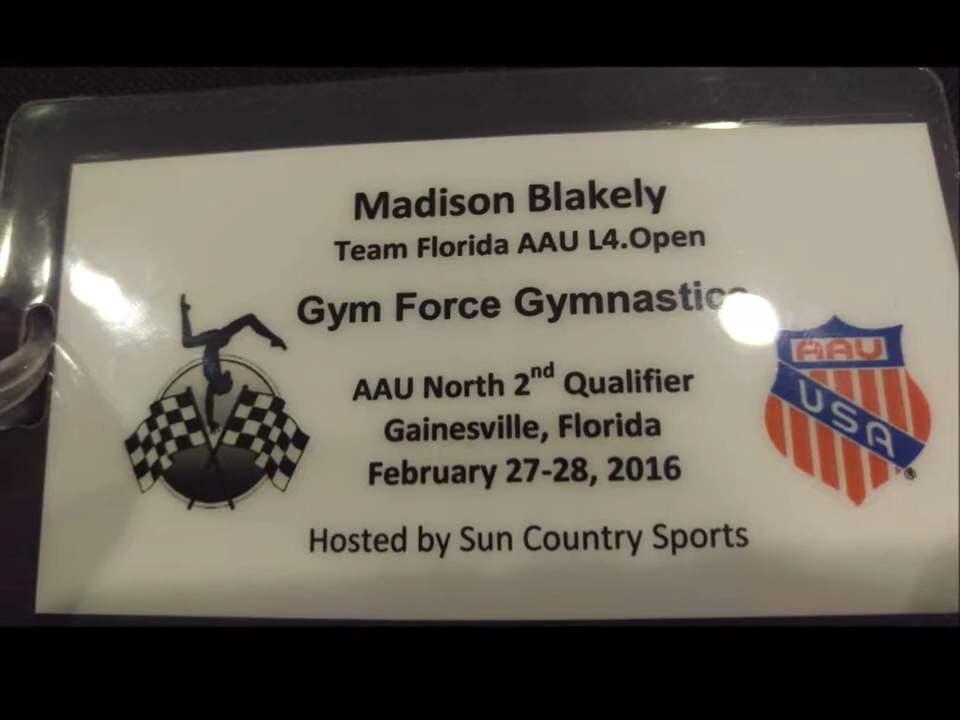 Madison Blakely
Team Florida AAU L4.Open
Gym Force Gymnastics
AAU North 2nd Qualifier
Gainesville, Florida
February 27-28, 2016
Hosted by Sun Country Sports
AAU
USA
®